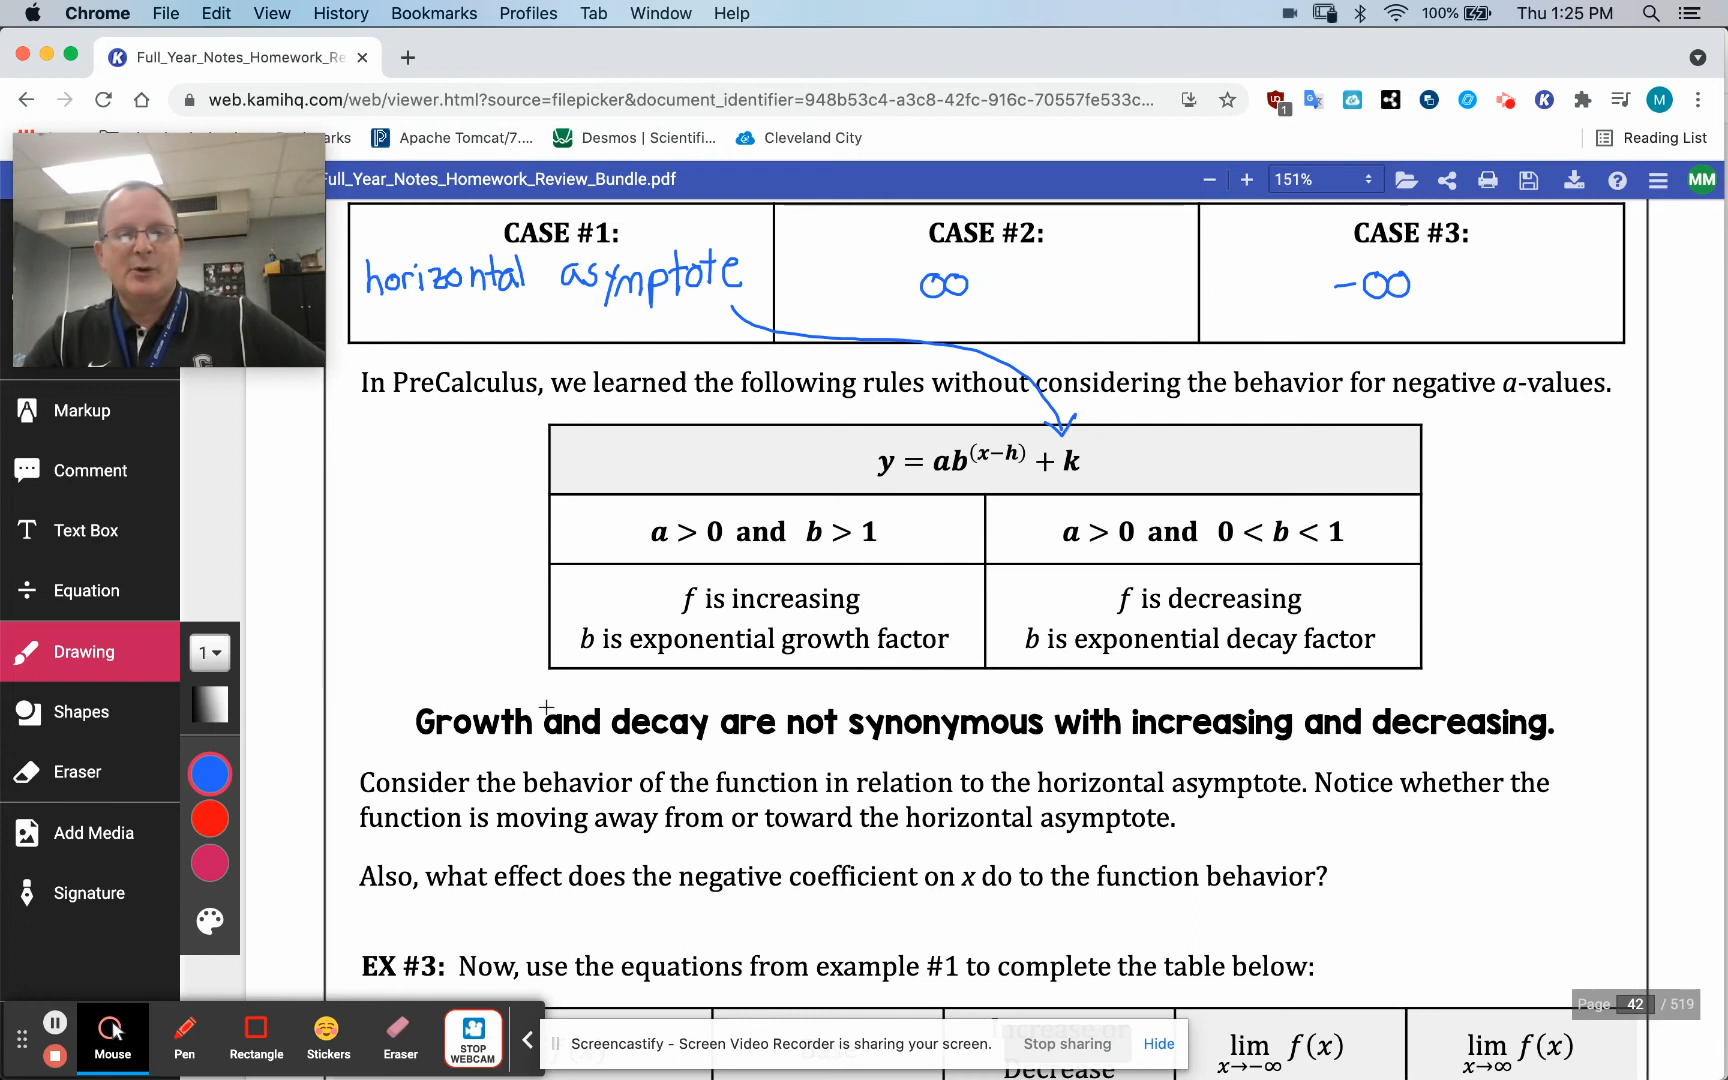 Chrome File Edit View History Bookmarks Profiles Tab Window Help 100% Thu 1:25 PM
Full_Year_Notes_Homework_Re
web.kamihq.com/web/viewer.html?source=filepicker&document_identifier=948b53c4-a3c8-42fc-916c-70557fe533c... 1 M
arks Apache Tomcat/7.... Desmos | Scientifi... Cleveland City Reading List
Full_Year_Notes_Homework_Review_Bundle.pdf 151% MM
CASE #1: CASE #2: CASE #3:
horizontal asymptote ∞ -∞
In PreCalculus, we learned the following rules without considering the behavior for negative a-values.
y = ab^(x−h) + k
a > 0 and b > 1 a > 0 and 0 < b < 1
f is increasing f is decreasing
b is exponential growth factor b is exponential decay factor
Growth and decay are not synonymous with increasing and decreasing.
Consider the behavior of the function in relation to the horizontal asymptote. Notice whether the
function is moving away from or toward the horizontal asymptote.
Also, what effect does the negative coefficient on x do to the function behavior?
EX #3: Now, use the equations from example #1 to complete the table below:
Increase or
Decrease
Base
lim f(x) lim f(x)
x→−∞ x→∞
Page 42 / 519
Markup
Comment
Text Box
Equation
Drawing
1
Shapes
Eraser
Add Media
Signature
Mouse Pen Rectangle Stickers Eraser STOP WEBCAM
Screencastify - Screen Video Recorder is sharing your screen. Stop sharing Hide